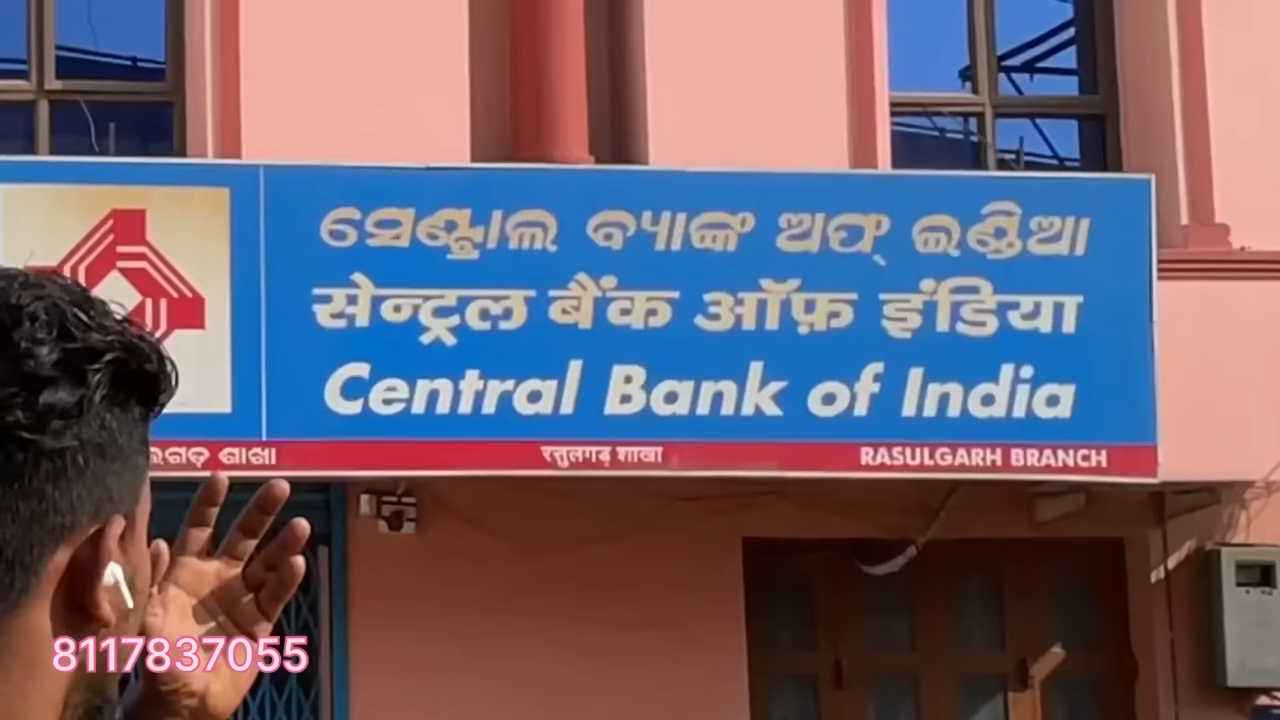 ସେଣ୍ଟ୍ରାଲ ବ୍ୟାଙ୍କ ଅଫ୍ ଇଣ୍ଡିଆ
सेन्ट्रल बैंक ऑफ़ इंडिया
Central Bank of India
ଶାଖା रसुलगढ़ शाखा RASULGARH BRANCH
8117837055